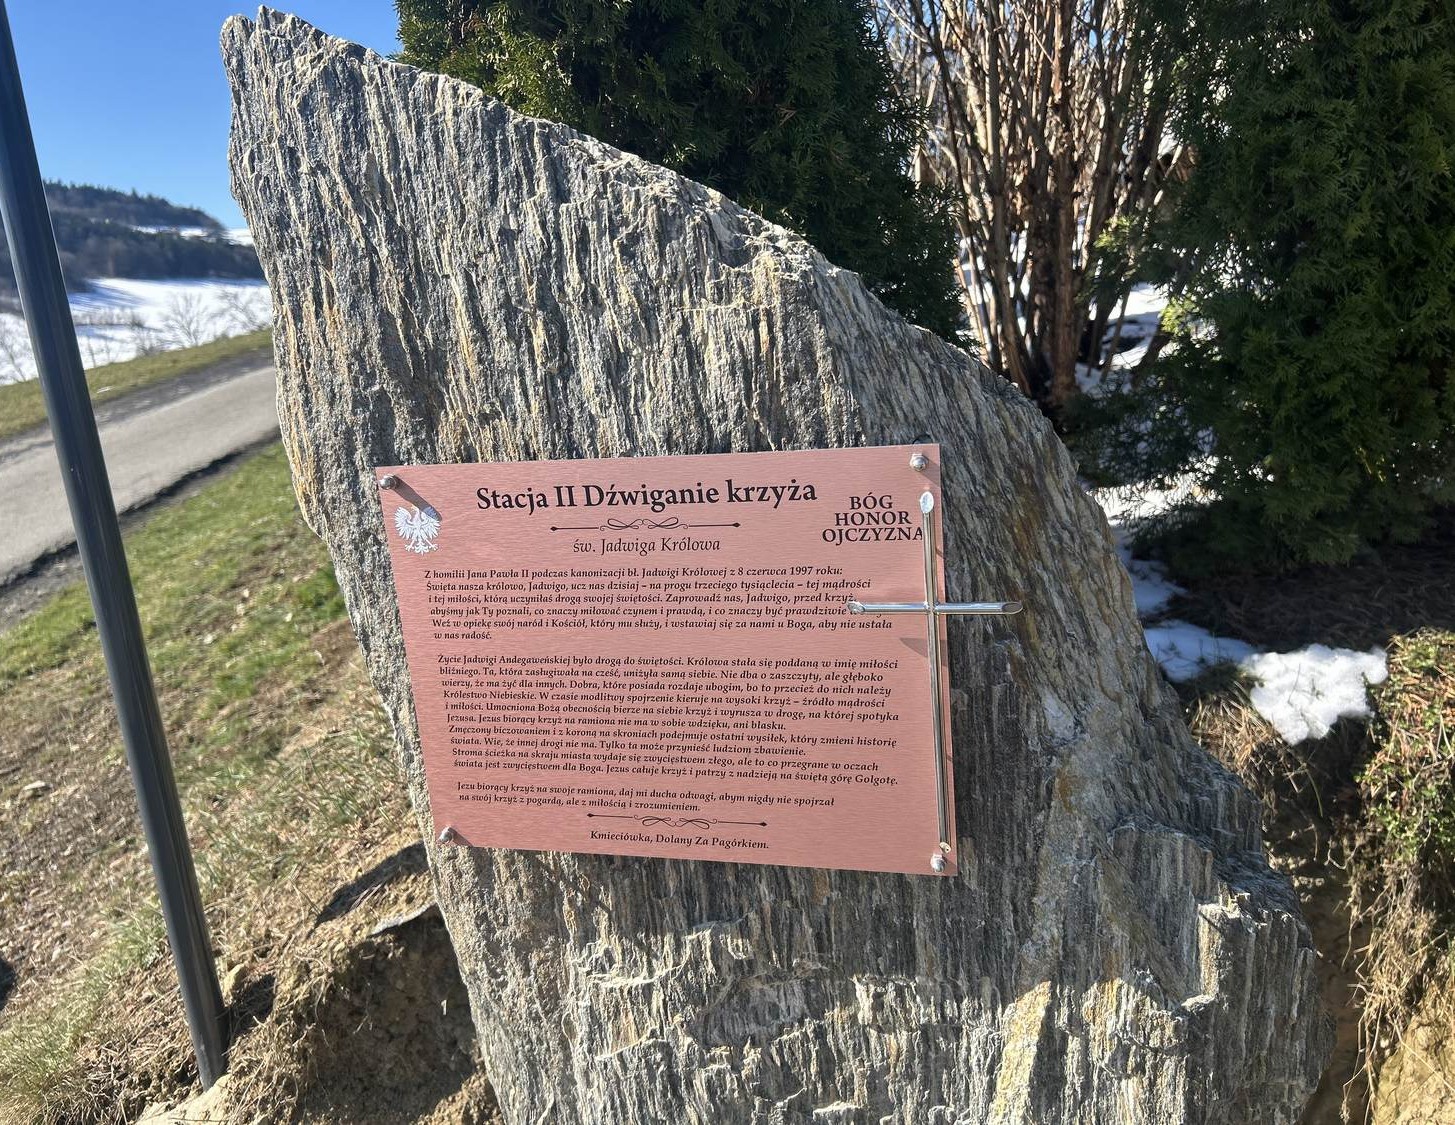 Stacja II Dźwiganie krzyża
BÓG
HONOR
OJCZYZNA
św. Jadwiga Królowa
Z homilii Jana Pawła II podczas kanonizacji bł. Jadwigi Królowej z 8 czerwca 1997 roku:
Święta nasza królowo, Jadwigo, ucz nas dzisiaj – na progu trzeciego tysiąclecia – tej mądrości
i tej miłości, którą uczyniłaś drogą swojej świętości. Zaprowadź nas, Jadwigo, przed krzyż,
abyśmy jak Ty poznali, co znaczy miłować czynem i prawdą, i co znaczy być prawdziwie
Weź w opiekę swój naród i Kościół, który mu służy, i wstawiaj się za nami u Boga, aby nie ustała
w nas radość.
Życie Jadwigi Andegaweńskiej było drogą do świętości. Królowa stała się poddaną w imię miłości
bliźniego. Ta, która zasługiwała na cześć, uniżyła samą siebie. Nie dba o zaszczyty, ale głęboko
wierzy, że ma żyć dla innych. Dobra, które posiada rozdaje ubogim, bo to przecież do nich należy
Królestwo Niebieskie. W czasie modlitwy spojrzenie kieruje na wysoki krzyż – źródło mądrości
i miłości. Umocniona Bożą obecnością bierze na siebie krzyż i wyrusza w drogę, na której spotyka
Jezusa. Jezus biorący krzyż na ramiona nie ma w sobie wdzięku, ani blasku.
Zmęczony biczowaniem i z koroną na skroniach podejmuje ostatni wysiłek, który zmieni historię
świata. Wie, że innej drogi nie ma. Tylko ta może przynieść ludziom zbawienie.
Stroma ścieżka na skraju miasta wydaje się zwycięstwem złego, ale to co przegrane w oczach
świata jest zwycięstwem dla Boga. Jezus całuje krzyż i patrzy z nadzieją na świętą górę Golgotę.
Jezu biorący krzyż na swoje ramiona, daj mi ducha odwagi, abym nigdy nie spojrzał
na swój krzyż z pogardą, ale z miłością i zrozumieniem.
Kmieciówka, Dolany Za Pagórkiem.